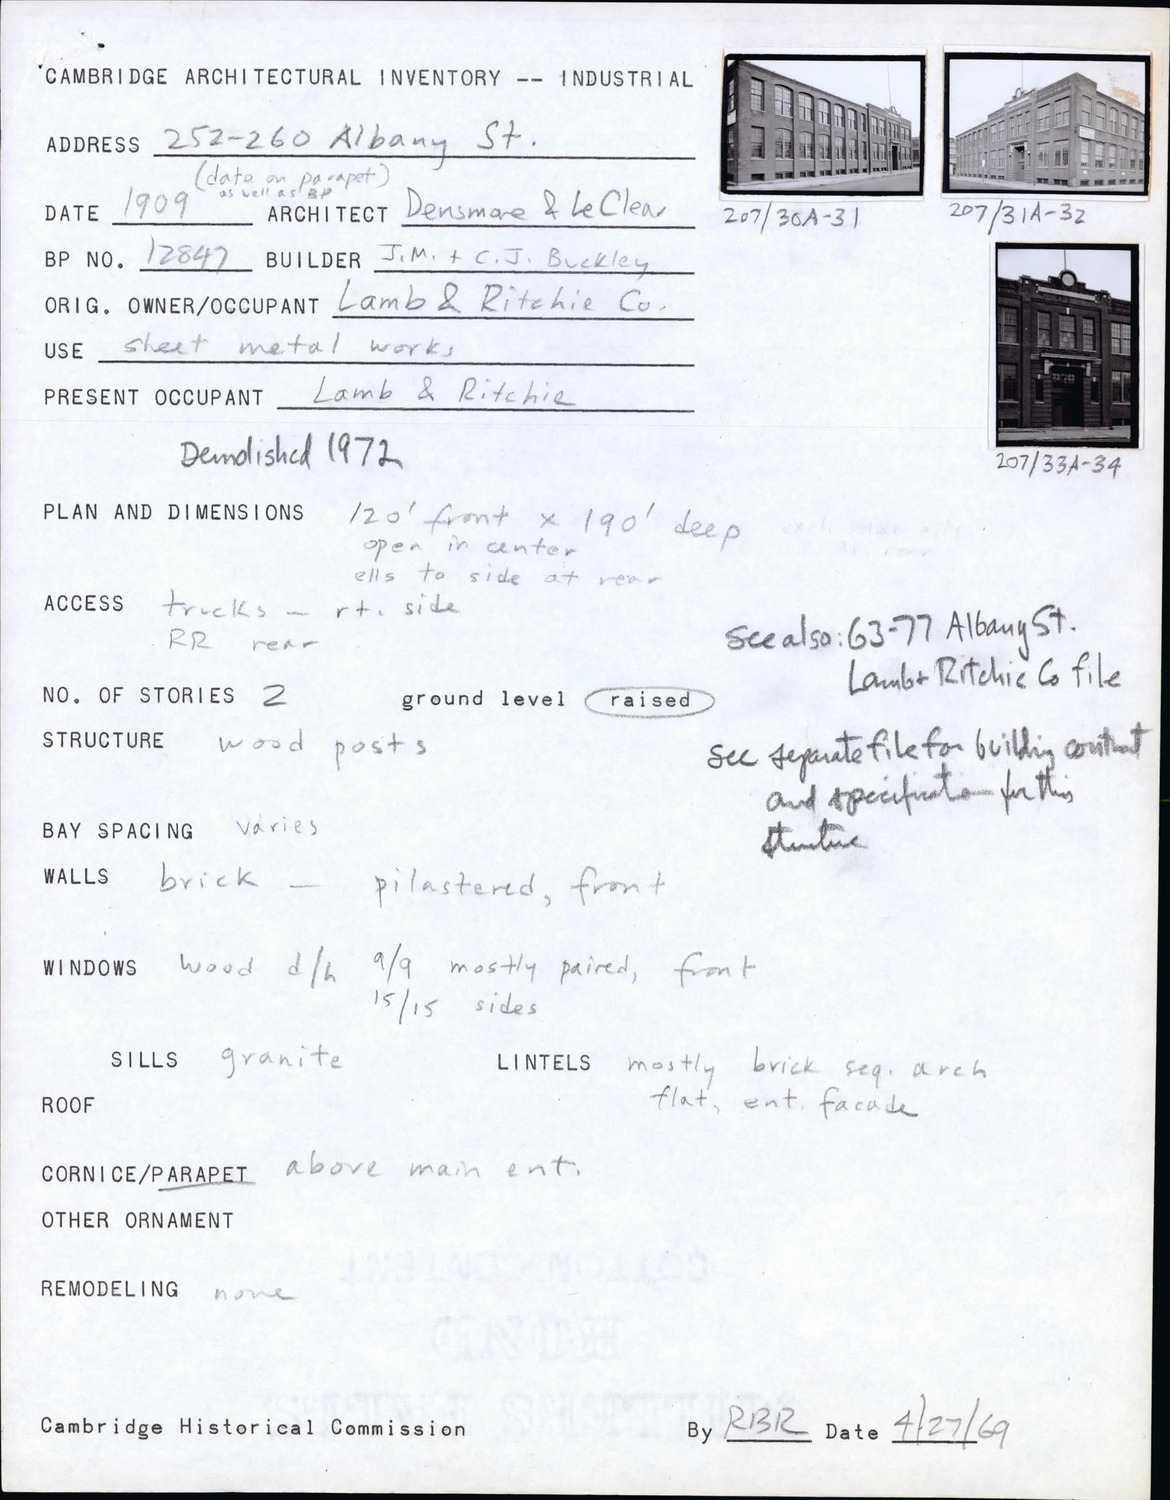 CAMBRIDGE ARCHITECTURAL INVENTORY -- INDUSTRIAL
ADDRESS 252-260 Albany St.
(date on parapet)
as well as BP
DATE 1909 ARCHITECT Densmore & LeClear
BP NO. 12847 BUILDER J.M. + C.J. Buckley
ORIG. OWNER/OCCUPANT Lamb & Ritchie Co.
USE sheet metal works
PRESENT OCCUPANT Lamb & Ritchie
207/30A-31
207/31A-32
207/33A-34
Demolished 1972
PLAN AND DIMENSIONS 120' front x 190' deep
open in center
ells to side at rear
ACCESS trucks — rt. side
RR rear
See also: 63-77 Albany St.
Lamb + Ritchie Co file
NO. OF STORIES 2 ground level raised
STRUCTURE wood posts
See separate file for building contract
and specification for this
structure
BAY SPACING varies
WALLS brick — pilastered, front
WINDOWS wood d/h 9/9 mostly paired, front
15/15 sides
SILLS granite LINTELS mostly brick seg. arch
flat, ent. facade
ROOF
CORNICE/PARAPET above main ent.
OTHER ORNAMENT
REMODELING none
COTTON CONTENT
Cambridge Historical Commission By RBR Date 4/27/69